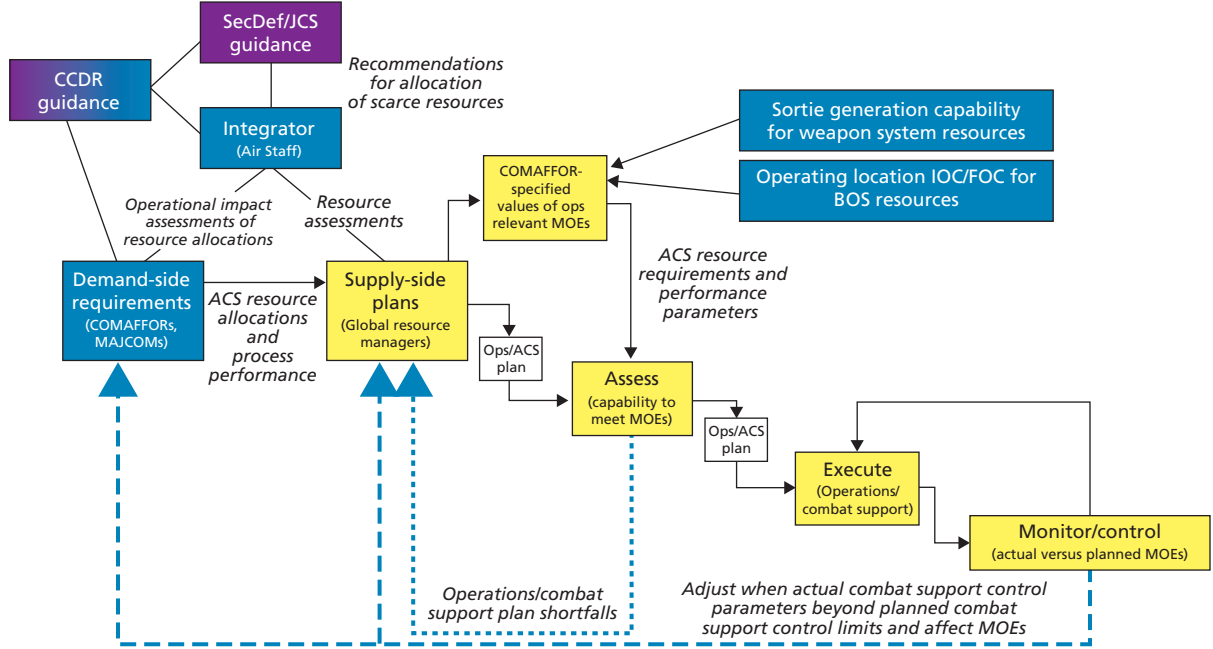 SecDef/JCS
guidance
CCDR
guidance
Recommendations
for allocation
of scarce resources
Integrator
(Air Staff)
Sortie generation capability
for weapon system resources
COMAFFOR-
specified
values of ops
relevant MOEs
Operating location IOC/FOC for
BOS resources
Operational impact
assessments of
resource allocations
Resource
assessments
Demand-side
requirements
(COMAFFORs,
MAJCOMs)
ACS resource
allocations
and
process
performance
Supply-side
plans
(Global resource
managers)
ACS resource
requirements and
performance
parameters
Ops/ACS
plan
Assess
(capability to
meet MOEs)
Ops/ACS
plan
Execute
(Operations/
combat support)
Monitor/control
(actual versus planned MOEs)
Operations/combat
support plan shortfalls
Adjust when actual combat support control
parameters beyond planned combat
support control limits and affect MOEs